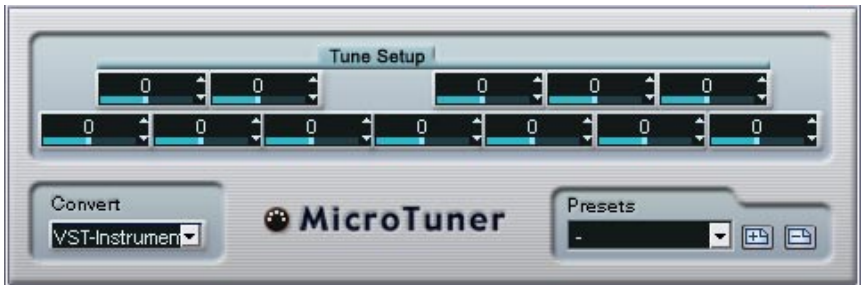 Tune Setup
0 0 0 0 0
0 0 0 0 0 0 0
Convert
VST-Instrumen
MicroTuner
Presets
-